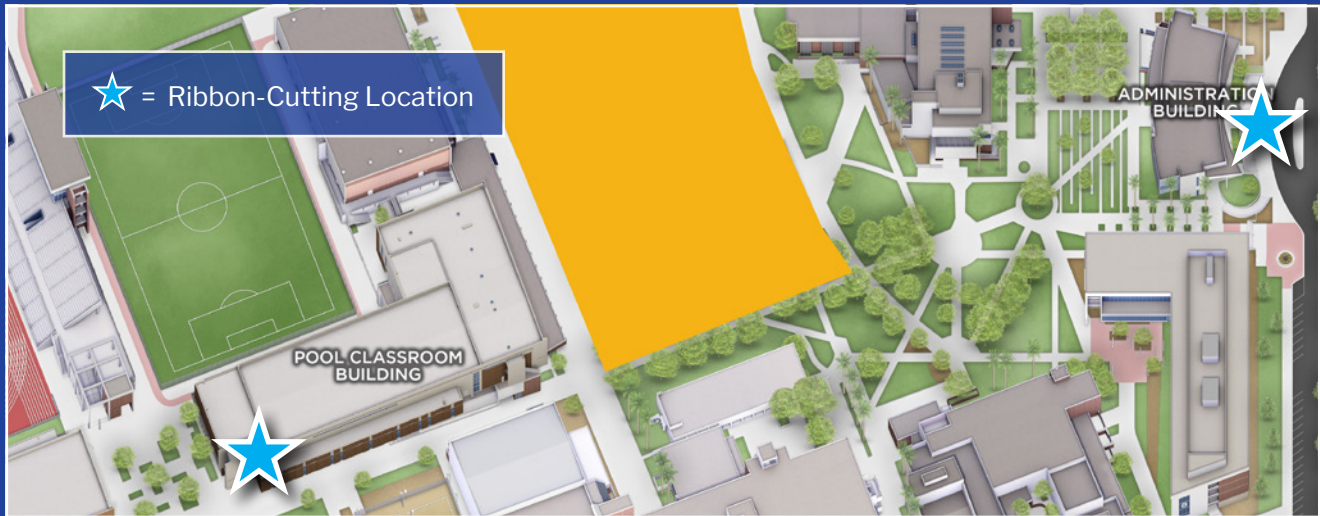 = Ribbon-Cutting Location
ADMINISTRATION
BUILDING
POOL CLASSROOM
BUILDING